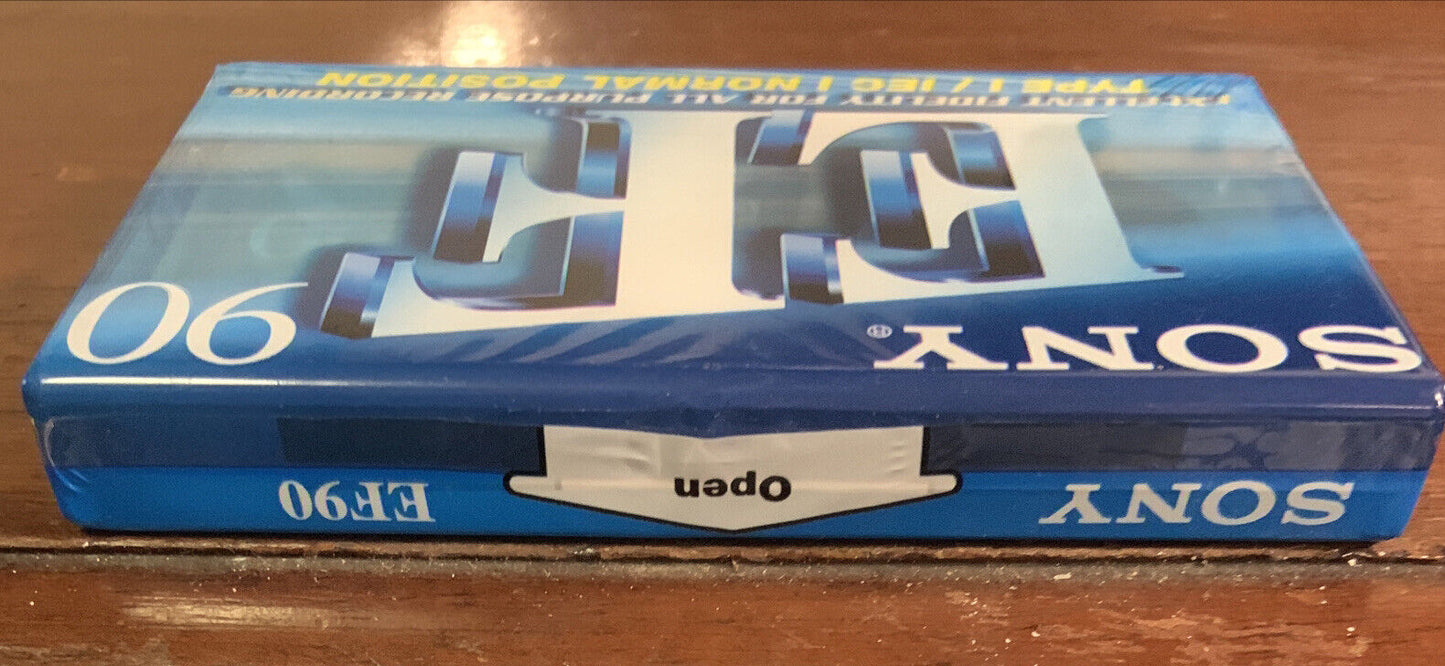 SONY®
EF
90
EXCELLENT FIDELITY FOR ALL PURPOSE RECORDING
TYPE I / IEC I NORMAL POSITION
SONY
Open
EF90